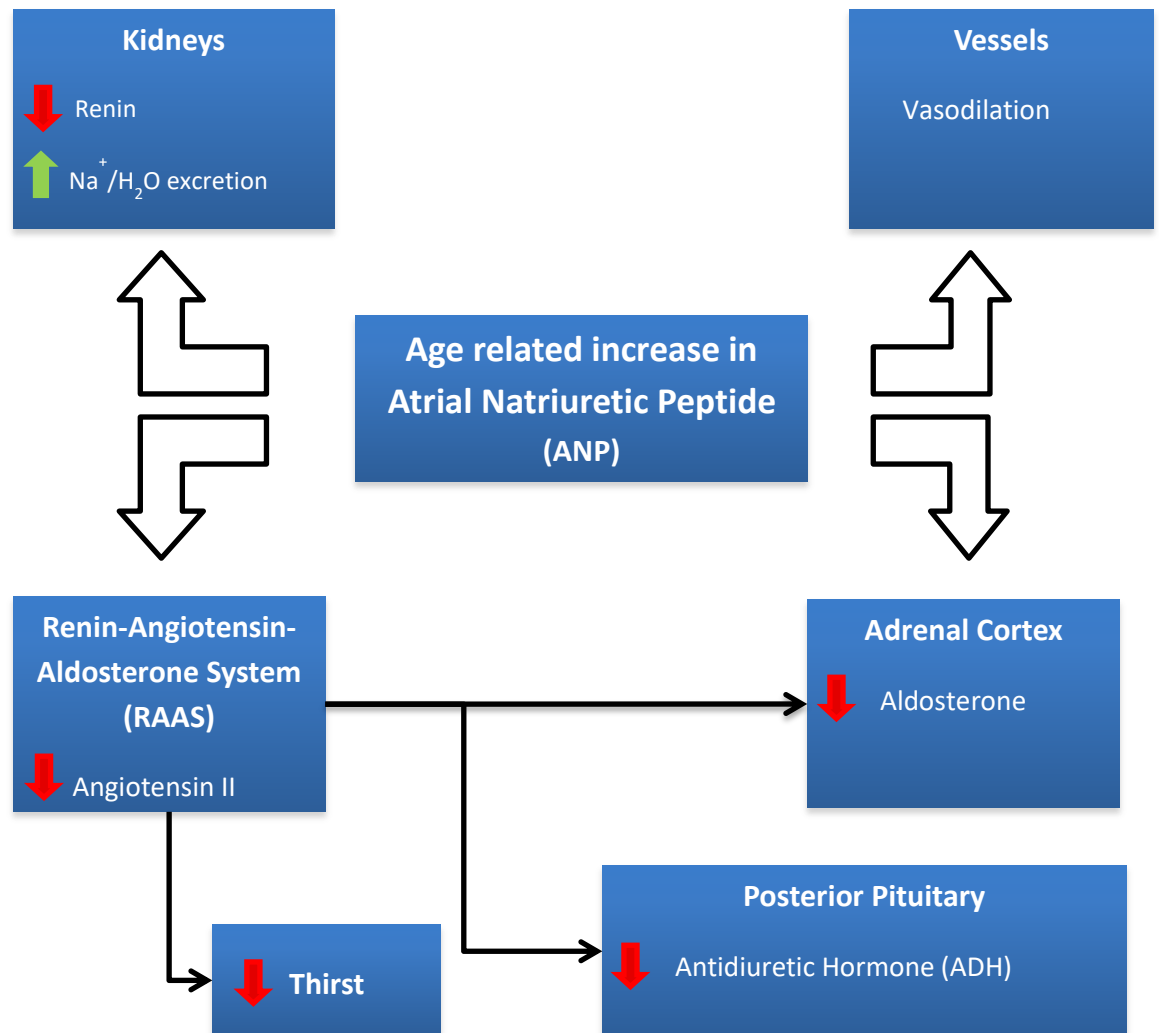 Kidneys
Renin
Na+/H2O excretion
Vessels
Vasodilation
Age related increase in
Atrial Natriuretic Peptide
(ANP)
Renin-Angiotensin-
Aldosterone System
(RAAS)
Angiotensin II
Adrenal Cortex
Aldosterone
Posterior Pituitary
Antidiuretic Hormone (ADH)
Thirst